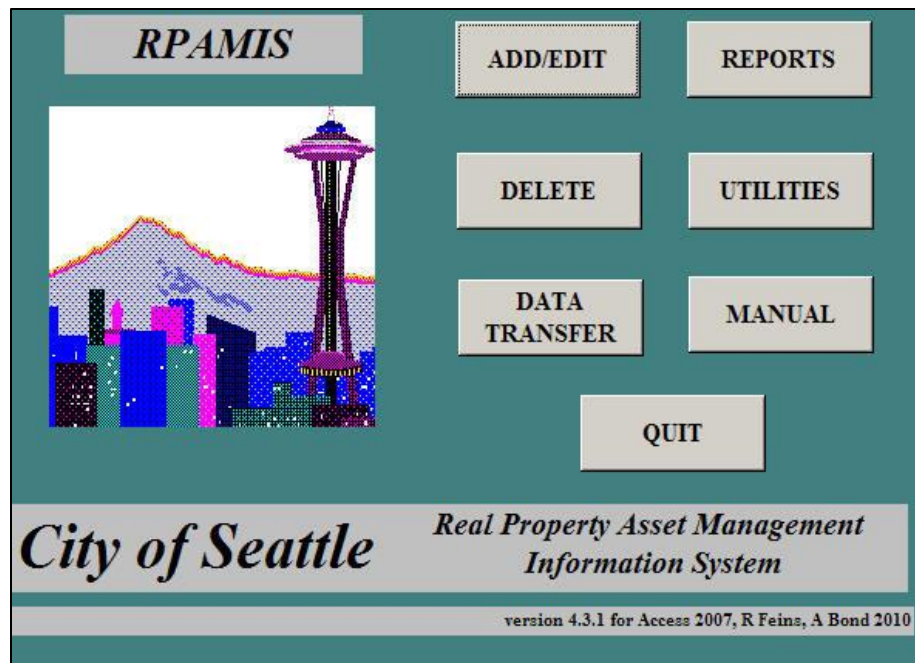 RPAMIS
ADD/EDIT
REPORTS
DELETE
UTILITIES
DATA
TRANSFER
MANUAL
QUIT
City of Seattle
Real Property Asset Management
Information System
version 4.3.1 for Access 2007, R Feins, A Bond 2010